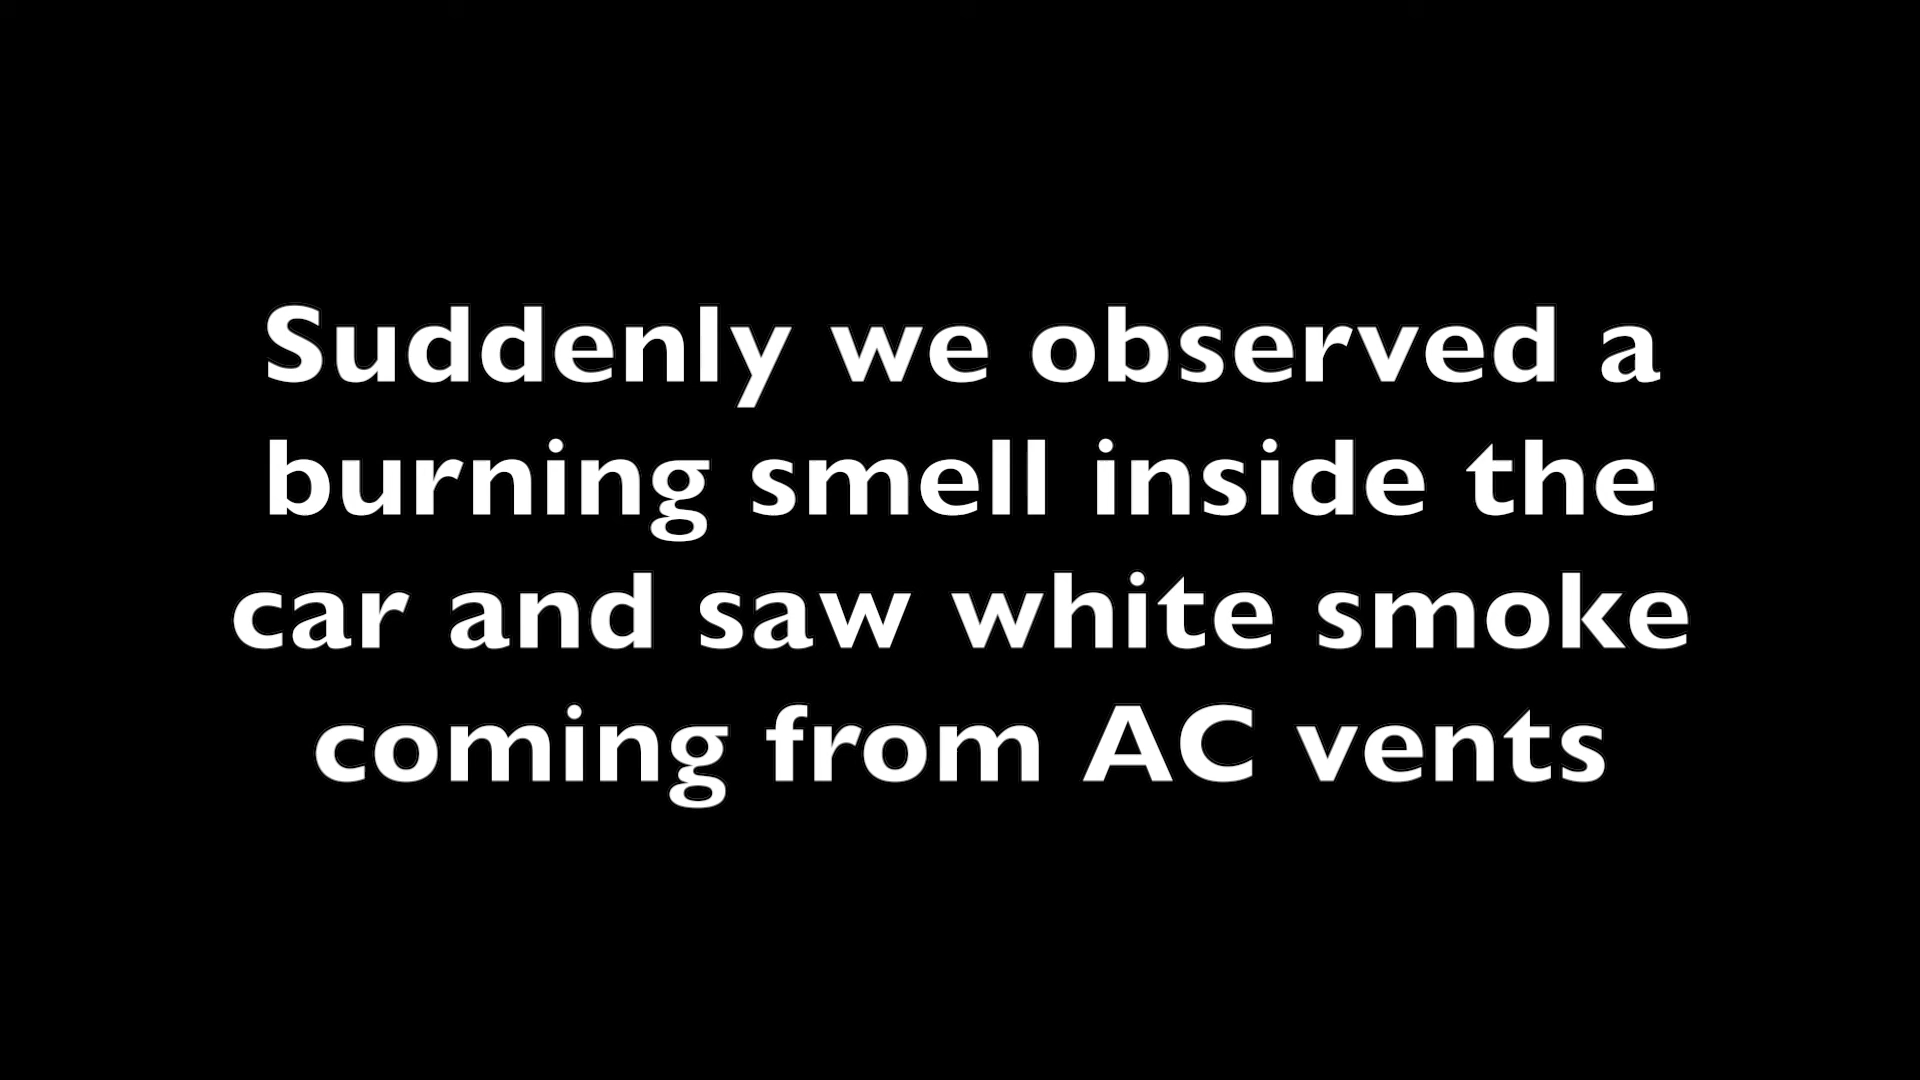 Suddenly we observed a
burning smell inside the
car and saw white smoke
coming from AC vents